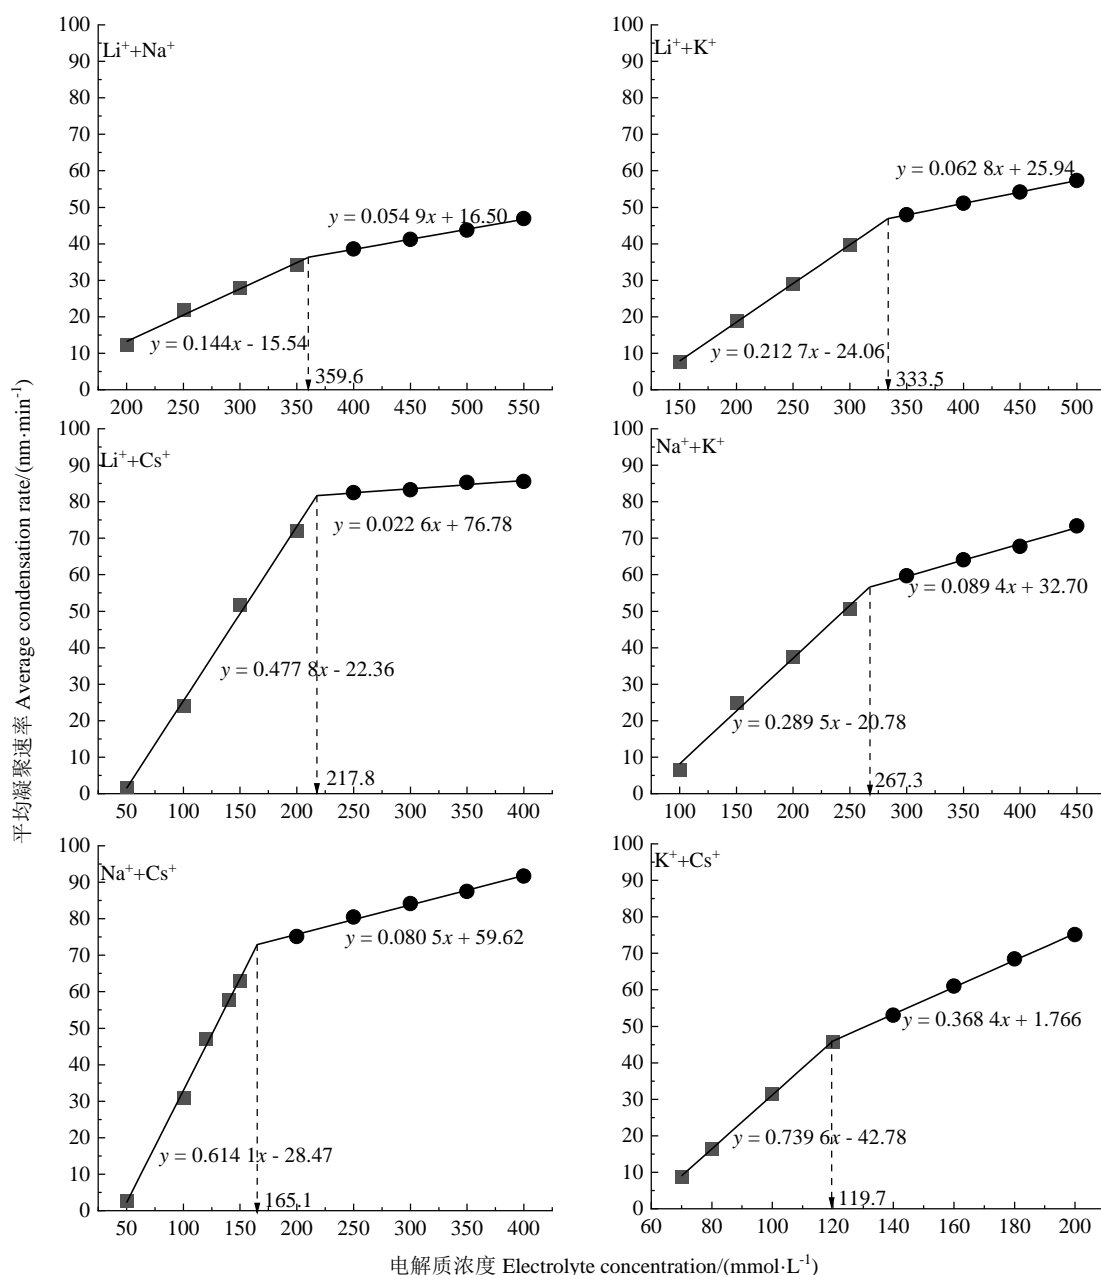 Li⁺+Na⁺
100
90
80
70
60
50
40
30
20
10
0
y = 0.054 9x + 16.50
y = 0.144x - 15.54
359.6
200 250 300 350 400 450 500 550
Li⁺+K⁺
100
90
80
70
60
50
40
30
20
10
0
y = 0.062 8x + 25.94
y = 0.212 7x - 24.06
333.5
150 200 250 300 350 400 450 500
Li⁺+Cs⁺
100
90
80
70
60
50
40
30
20
10
0
y = 0.022 6x + 76.78
y = 0.477 8x - 22.36
217.8
50 100 150 200 250 300 350 400
Na⁺+K⁺
100
90
80
70
60
50
40
30
20
10
0
y = 0.089 4x + 32.70
y = 0.289 5x - 20.78
267.3
100 150 200 250 300 350 400 450
Na⁺+Cs⁺
100
90
80
70
60
50
40
30
20
10
0
y = 0.080 5x + 59.62
y = 0.614 1x - 28.47
165.1
50 100 150 200 250 300 350 400
K⁺+Cs⁺
100
90
80
70
60
50
40
30
20
10
0
y = 0.368 4x + 1.766
y = 0.739 6x - 42.78
119.7
60 80 100 120 140 160 180 200
平均凝聚速率 Average condensation rate/(nm·min⁻¹)
电解质浓度 Electrolyte concentration/(mmol·L⁻¹)